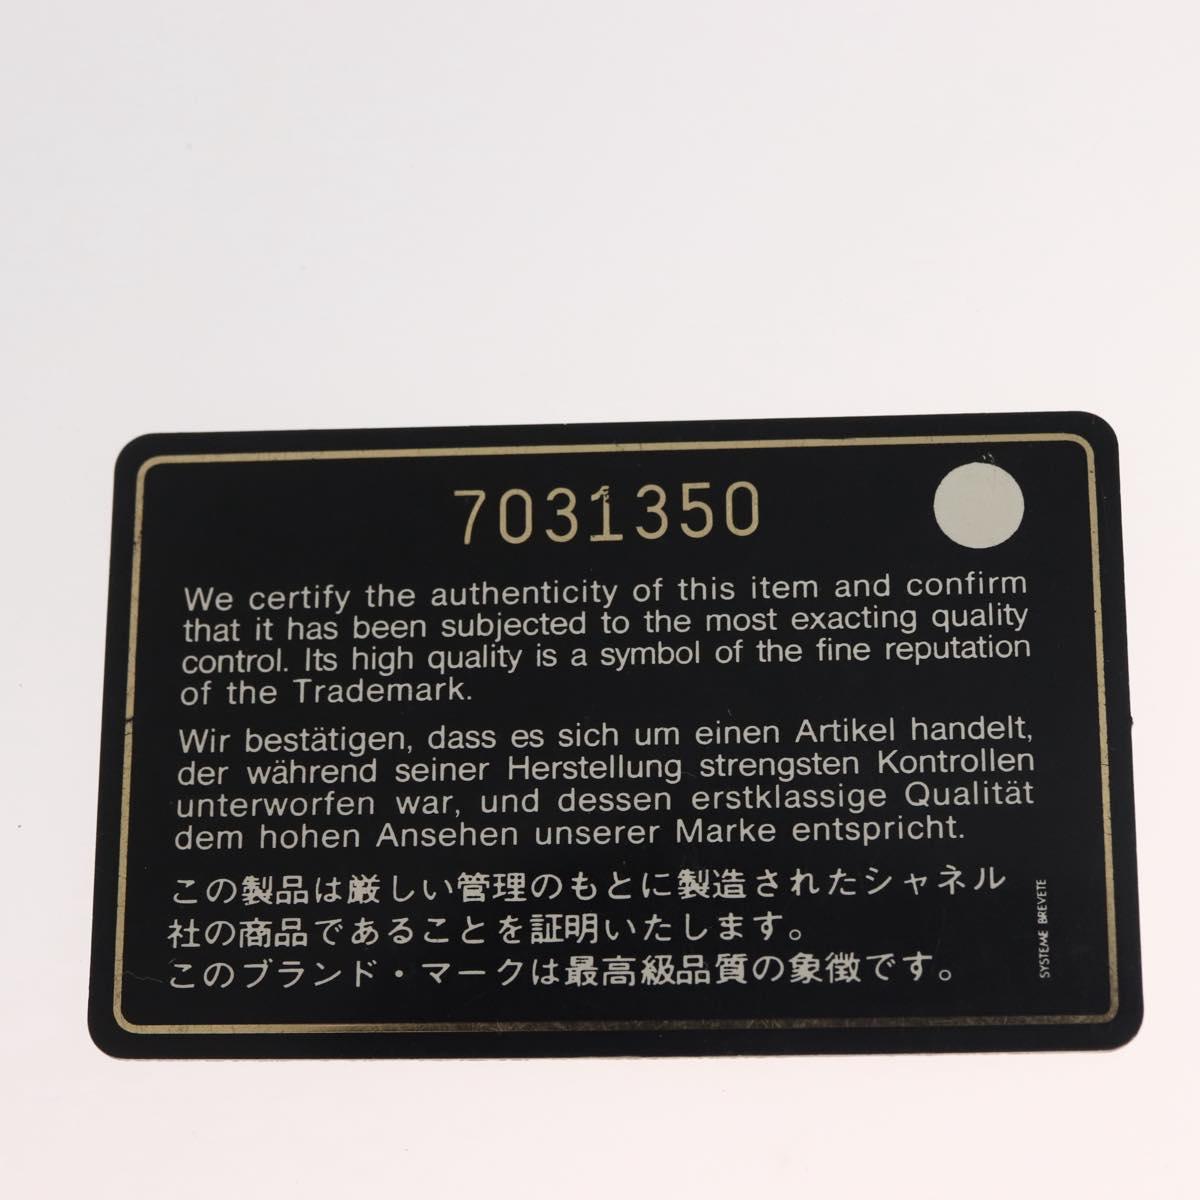 7031350
We certify the authenticity of this item and confirm
that it has been subjected to the most exacting quality
control. Its high quality is a symbol of the fine reputation
of the Trademark.
Wir bestätigen, dass es sich um einen Artikel handelt,
der während seiner Herstellung strengsten Kontrollen
unterworfen war, und dessen erstklassige Qualität
dem hohen Ansehen unserer Marke entspricht.
この製品は厳しい管理のもとに製造されたシャネル
社の商品であることを証明いたします。
このブランド・マークは最高級品質の象徴です。
SYSTEME BREVETE